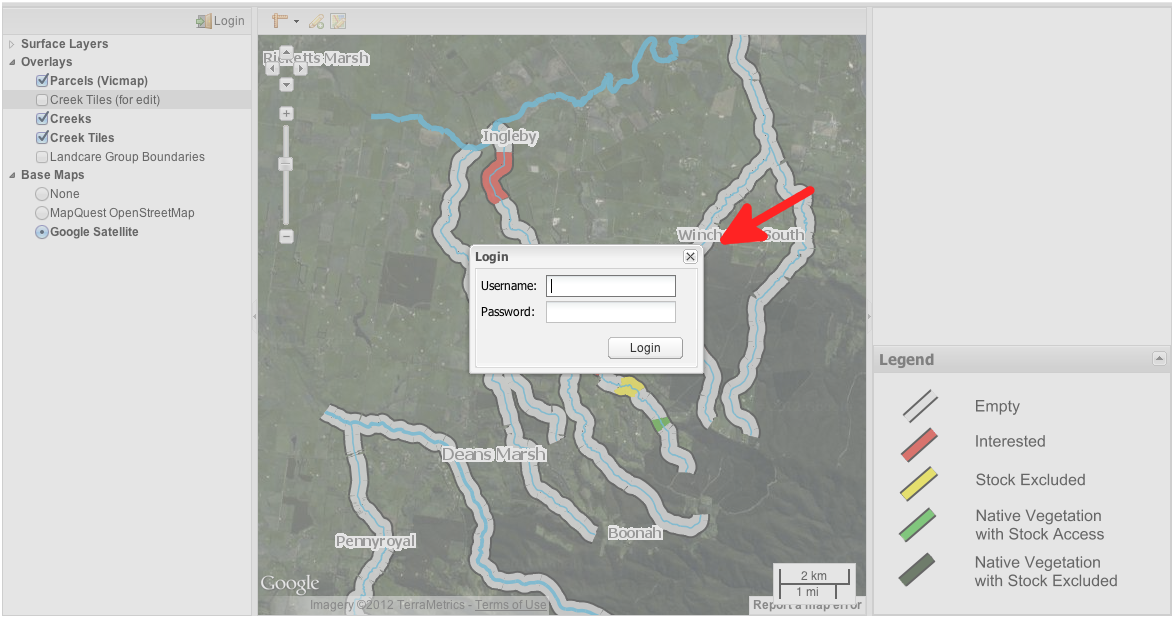 Login
Surface Layers
Overlays
Parcels (Vicmap)
Creek Tiles (for edit)
Creeks
Creek Tiles
Landcare Group Boundaries
Base Maps
None
MapQuest OpenStreetMap
Google Satellite
Ricketts Marsh
Ingleby
South
Login
Username:
Password:
Login
Deans Marsh
Boonah
Pennyroyal
Google
2 km
1 mi
Imagery ©2012 TerraMetrics - Terms of Use
Report a map error
Legend
Empty
Interested
Stock Excluded
Native Vegetation
with Stock Access
Native Vegetation
with Stock Excluded